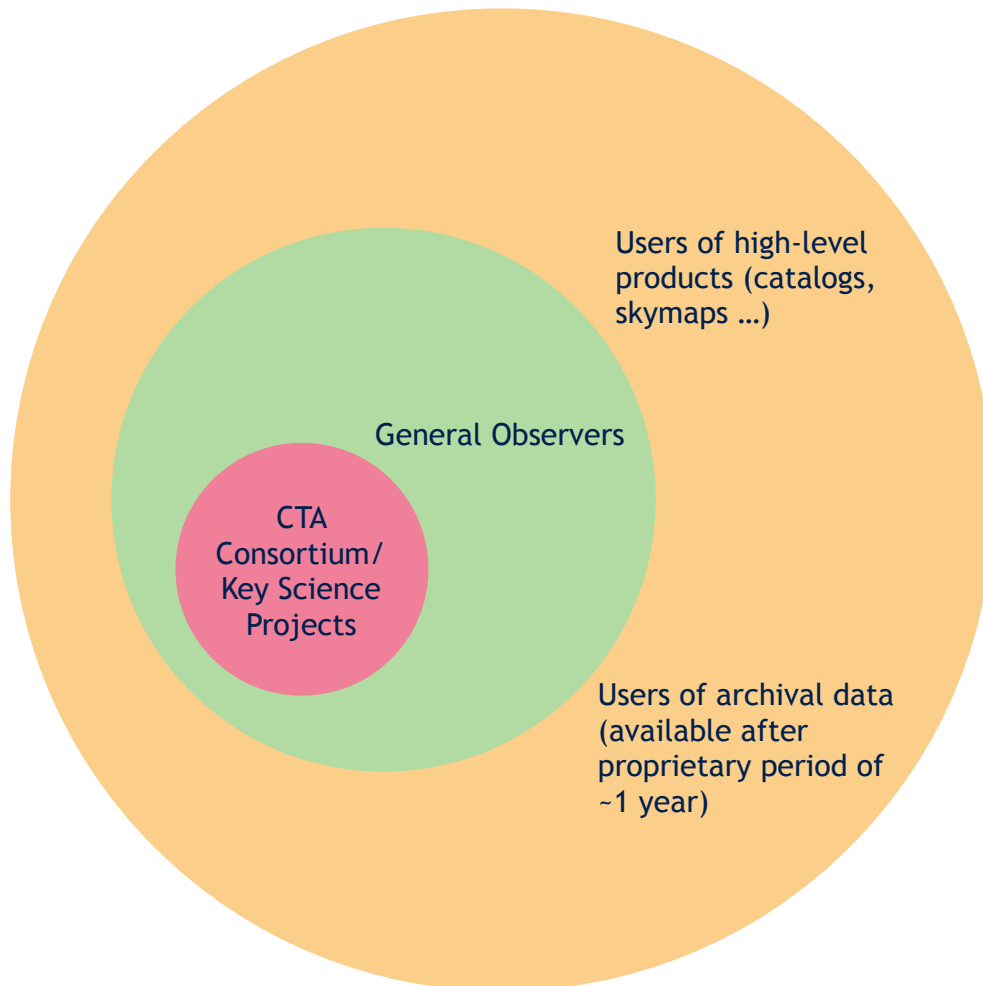 Users of high-level
products (catalogs,
skymaps …)
General Observers
CTA
Consortium/
Key Science
Projects
Users of archival data
(available after
proprietary period of
~1 year)